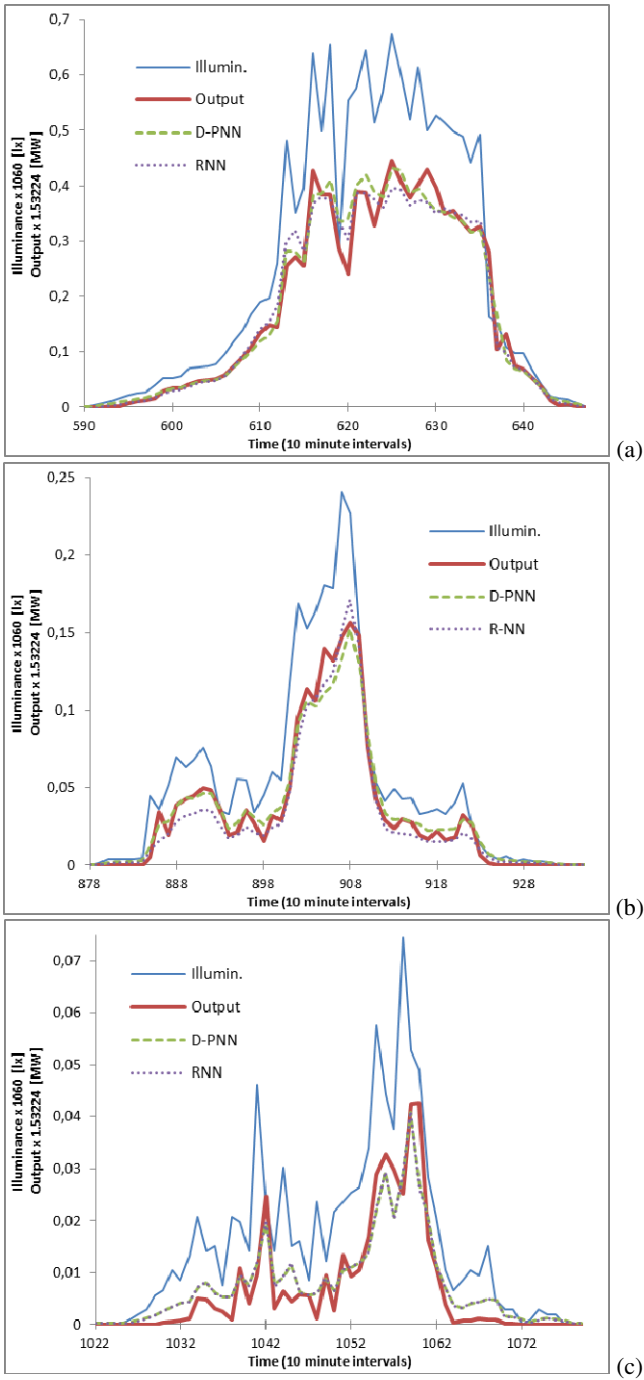 0,7
0,6
0,5
0,4
0,3
0,2
0,1
0
Illuminance x 1060 [lx]
Output x 1.53224 [MW]
Illumin.
Output
D-PNN
RNN
590
600
610
620
630
640
Time (10 minute intervals)
(a)
0,25
0,2
0,15
0,1
0,05
0
Illuminance x 1060 [lx]
Output x 1.53224 [MW]
Illumin.
Output
D-PNN
R-NN
878
888
898
908
918
928
Time (10 minute intervals)
(b)
0,07
0,06
0,05
0,04
0,03
0,02
0,01
0
Illuminance x 1060 [lx]
Output x 1.53224 [MW]
Illumin.
Output
D-PNN
RNN
1022
1032
1042
1052
1062
1072
Time (10 minute intervals)
(c)